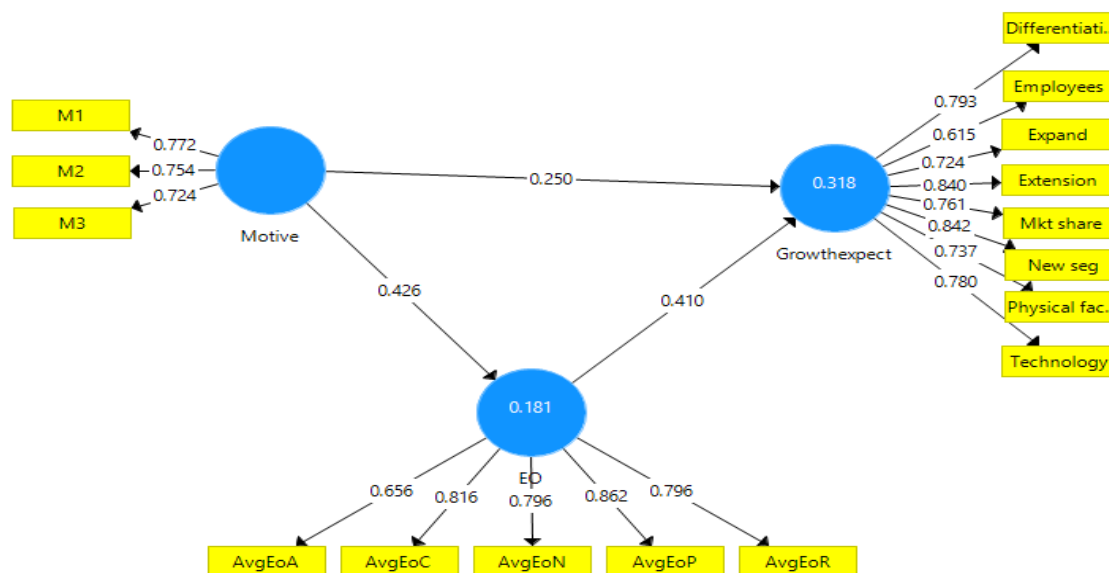 Differentiati..
Employees
Expand
Extension
Mkt share
New seg
Physical fac..
Technology
0.793
0.615
0.724
0.840
0.761
0.842
0.737
0.780
M1
M2
M3
0.772
0.754
0.724
Motive
0.250
0.318
Growthexpect
0.426
0.410
0.181
EO
0.656
0.816
0.796
0.862
0.796
AvgEoA
AvgEoC
AvgEoN
AvgEoP
AvgEoR